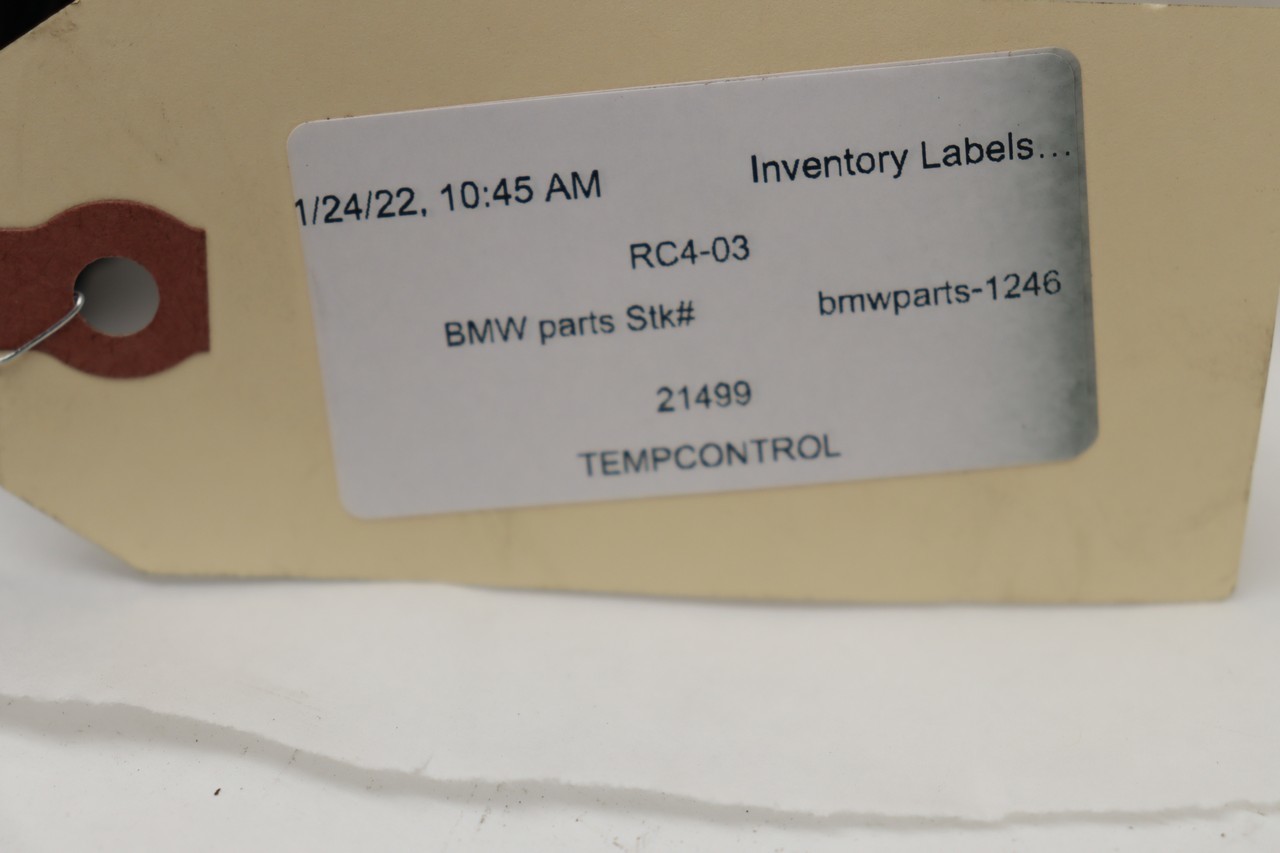 1/24/22, 10:45 AM Inventory Labels...
RC4-03
BMW parts Stk# bmwparts-1246
21499
TEMPCONTROL